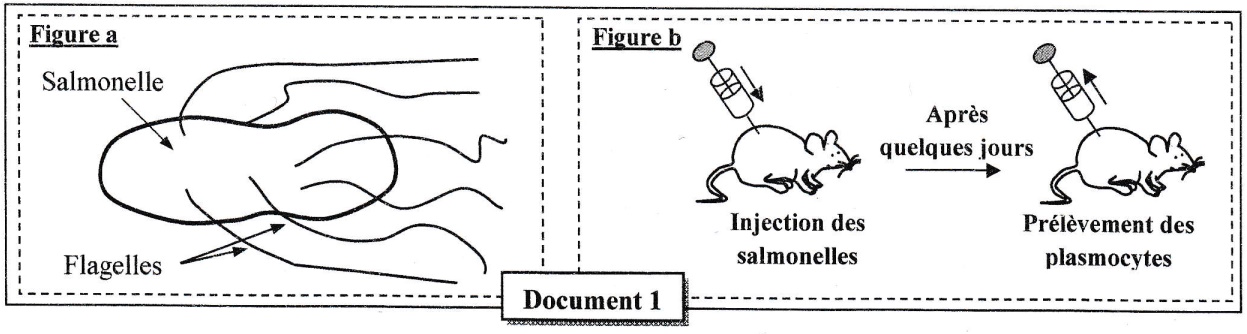 Figure a
Salmonelle
Flagelles
Figure b
Après
quelques jours
Injection des
salmonelles
Prélèvement des
plasmocytes
Document 1